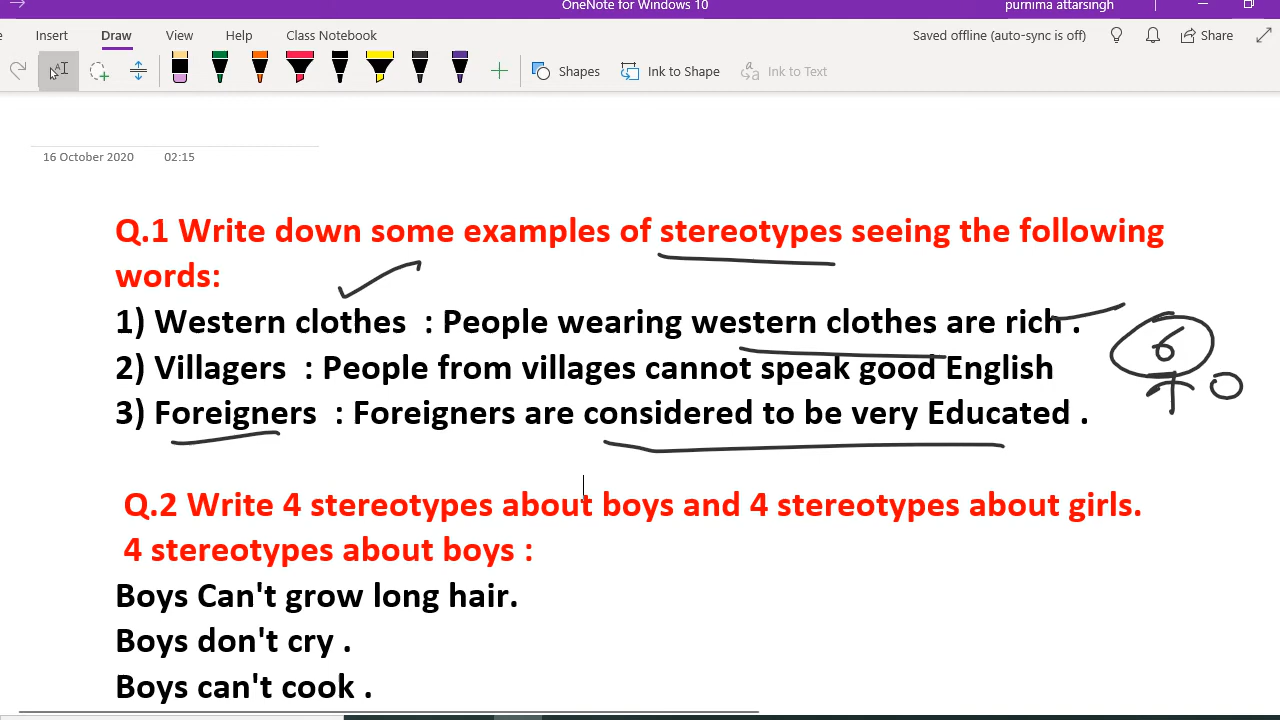 OneNote for Windows 10
purnima attarsingh
Insert Draw View Help Class Notebook
Saved offline (auto-sync is off) Share
Shapes Ink to Shape Ink to Text
16 October 2020 02:15
Q.1 Write down some examples of stereotypes seeing the following
words:
1) Western clothes : People wearing western clothes are rich .
2) Villagers : People from villages cannot speak good English
3) Foreigners : Foreigners are considered to be very Educated .
Q.2 Write 4 stereotypes about boys and 4 stereotypes about girls.
4 stereotypes about boys :
Boys Can't grow long hair.
Boys don't cry .
Boys can't cook .